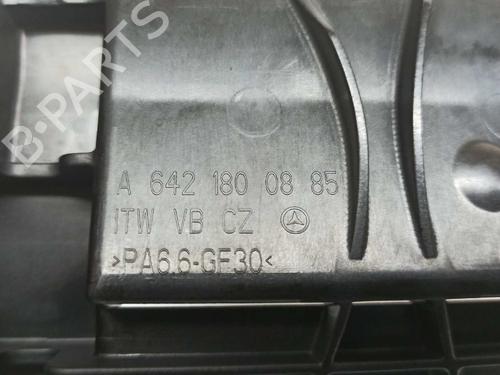 B-PARTS
A 642 180 08 85
ITW VB CZ
>PA6.6-GF30<